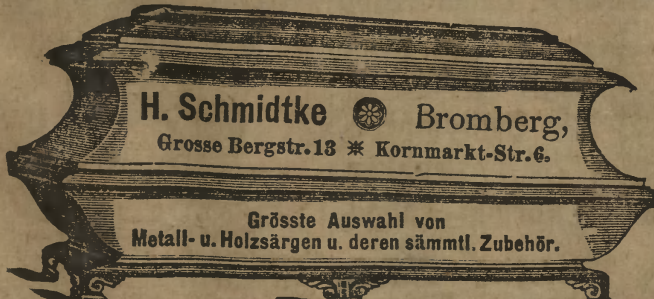 H. Schmidtke Bromberg,
Grosse Bergstr. 13 ⁕ Kornmarkt-Str. 6.
Grösste Auswahl von
Metall- u. Holzsärgen u. deren sämmtl. Zubehör.